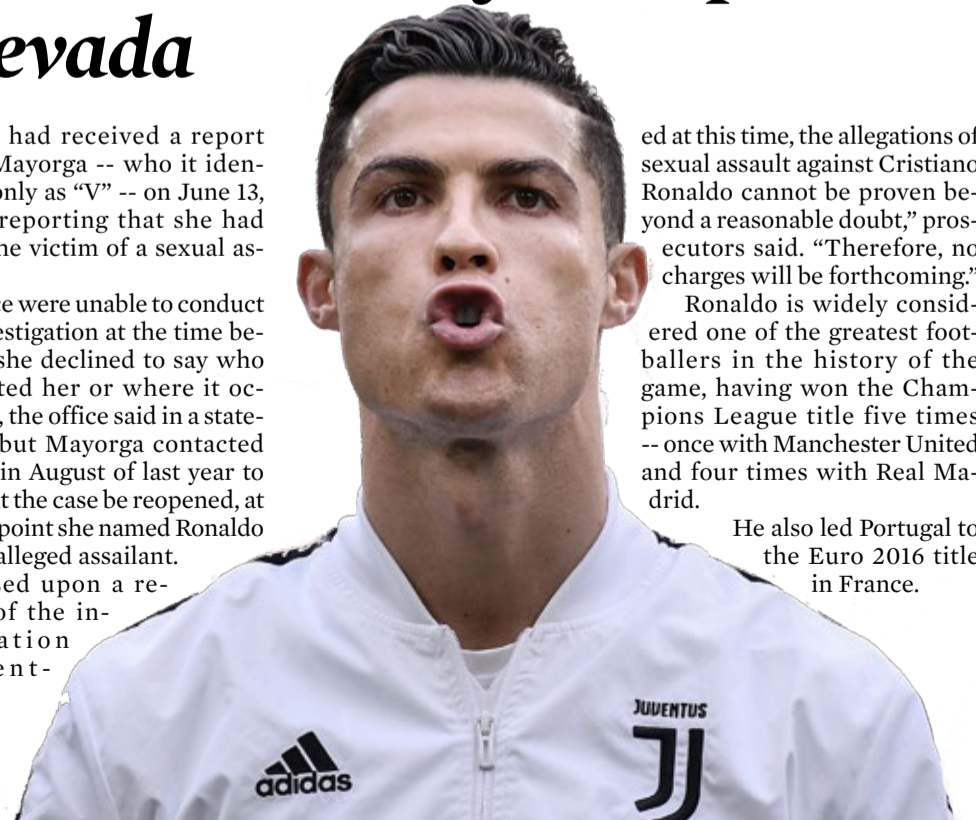 evada
had received a report
Mayorga -- who it iden-
only as “V” -- on June 13,
reporting that she had
he victim of a sexual as-
ce were unable to conduct
estigation at the time be-
she declined to say who
ted her or where it oc-
, the office said in a state-
but Mayorga contacted
in August of last year to
t the case be reopened, at
point she named Ronaldo
alleged assailant.
sed upon a re-
of the in-
ation
ent-
ed at this time, the allegations of
sexual assault against Cristiano
Ronaldo cannot be proven be-
yond a reasonable doubt,” pros-
ecutors said. “Therefore, no
charges will be forthcoming.”
Ronaldo is widely consid-
ered one of the greatest foot-
ballers in the history of the
game, having won the Cham-
pions League title five times
-- once with Manchester United
and four times with Real Ma-
drid.
He also led Portugal to
the Euro 2016 title
in France.
adidas
JUVENTUS
J